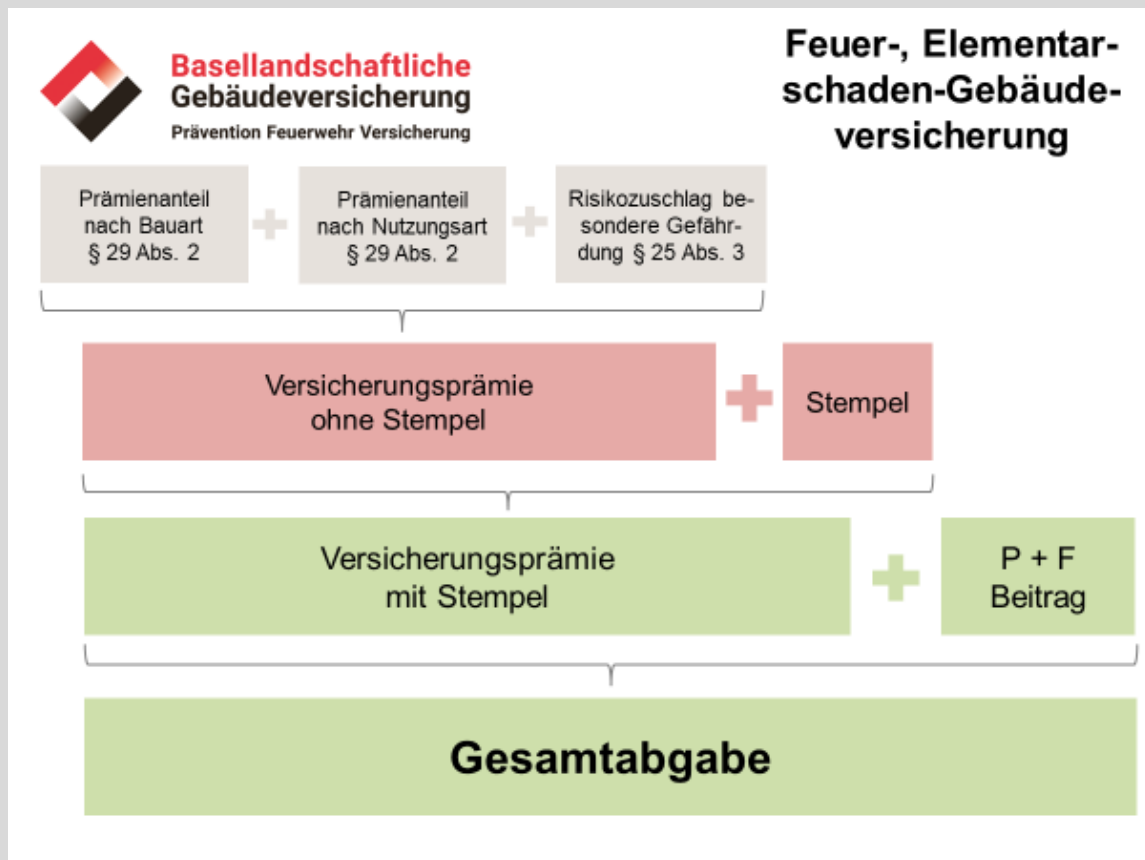 Basellandschaftliche
Gebäudeversicherung
Prävention Feuerwehr Versicherung
Feuer-, Elementar-
schaden-Gebäude-
versicherung
Prämienanteil
nach Bauart
§ 29 Abs. 2
Prämienanteil
nach Nutzungsart
§ 29 Abs. 2
Risikozuschlag be-
sondere Gefähr-
dung § 25 Abs. 3
Versicherungsprämie
ohne Stempel
Stempel
Versicherungsprämie
mit Stempel
P + F
Beitrag
Gesamtabgabe